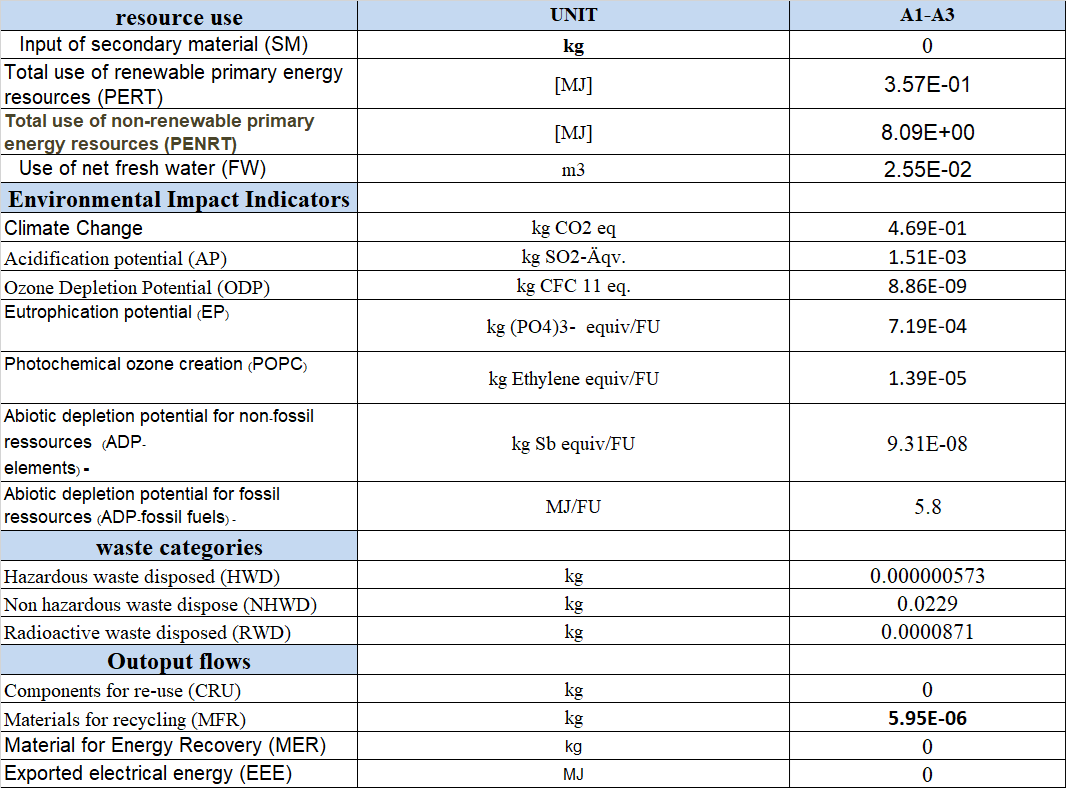 resource use UNIT A1-A3
Input of secondary material (SM) kg 0
Total use of renewable primary energy
resources (PERT) [MJ] 3.57E-01
Total use of non-renewable primary
energy resources (PENRT) [MJ] 8.09E+00
Use of net fresh water (FW) m3 2.55E-02
Environmental Impact Indicators
Climate Change kg CO2 eq 4.69E-01
Acidification potential (AP) kg SO2-Äqv. 1.51E-03
Ozone Depletion Potential (ODP) kg CFC 11 eq. 8.86E-09
Eutrophication potential (EP)
kg (PO4)3- equiv/FU 7.19E-04
Photochemical ozone creation (POPC)
kg Ethylene equiv/FU 1.39E-05
Abiotic depletion potential for non-fossil
ressources (ADP- kg Sb equiv/FU 9.31E-08
elements) -
Abiotic depletion potential for fossil
ressources (ADP-fossil fuels) - MJ/FU 5.8
waste categories
Hazardous waste disposed (HWD) kg 0.000000573
Non hazardous waste dispose (NHWD) kg 0.0229
Radioactive waste disposed (RWD) kg 0.0000871
Outoput flows
Components for re-use (CRU) kg 0
Materials for recycling (MFR) kg 5.95E-06
Material for Energy Recovery (MER) kg 0
Exported electrical energy (EEE) MJ 0